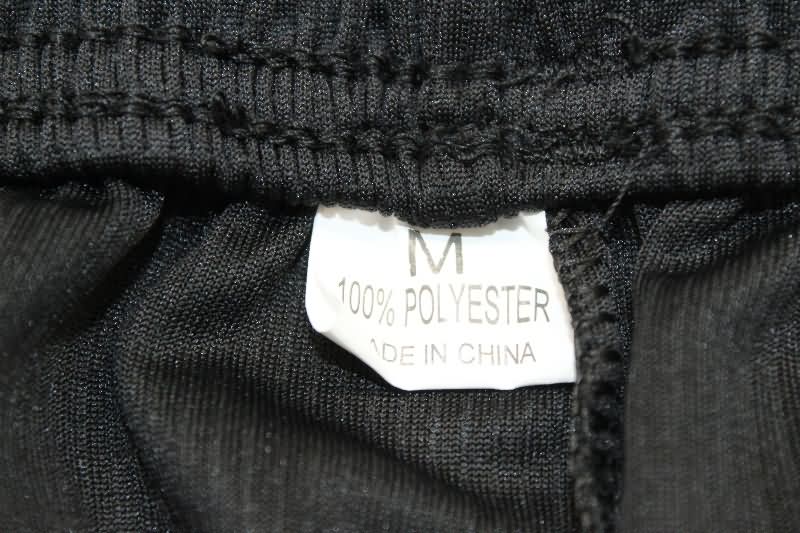 M
100% POLYESTER
ADE IN CHINA